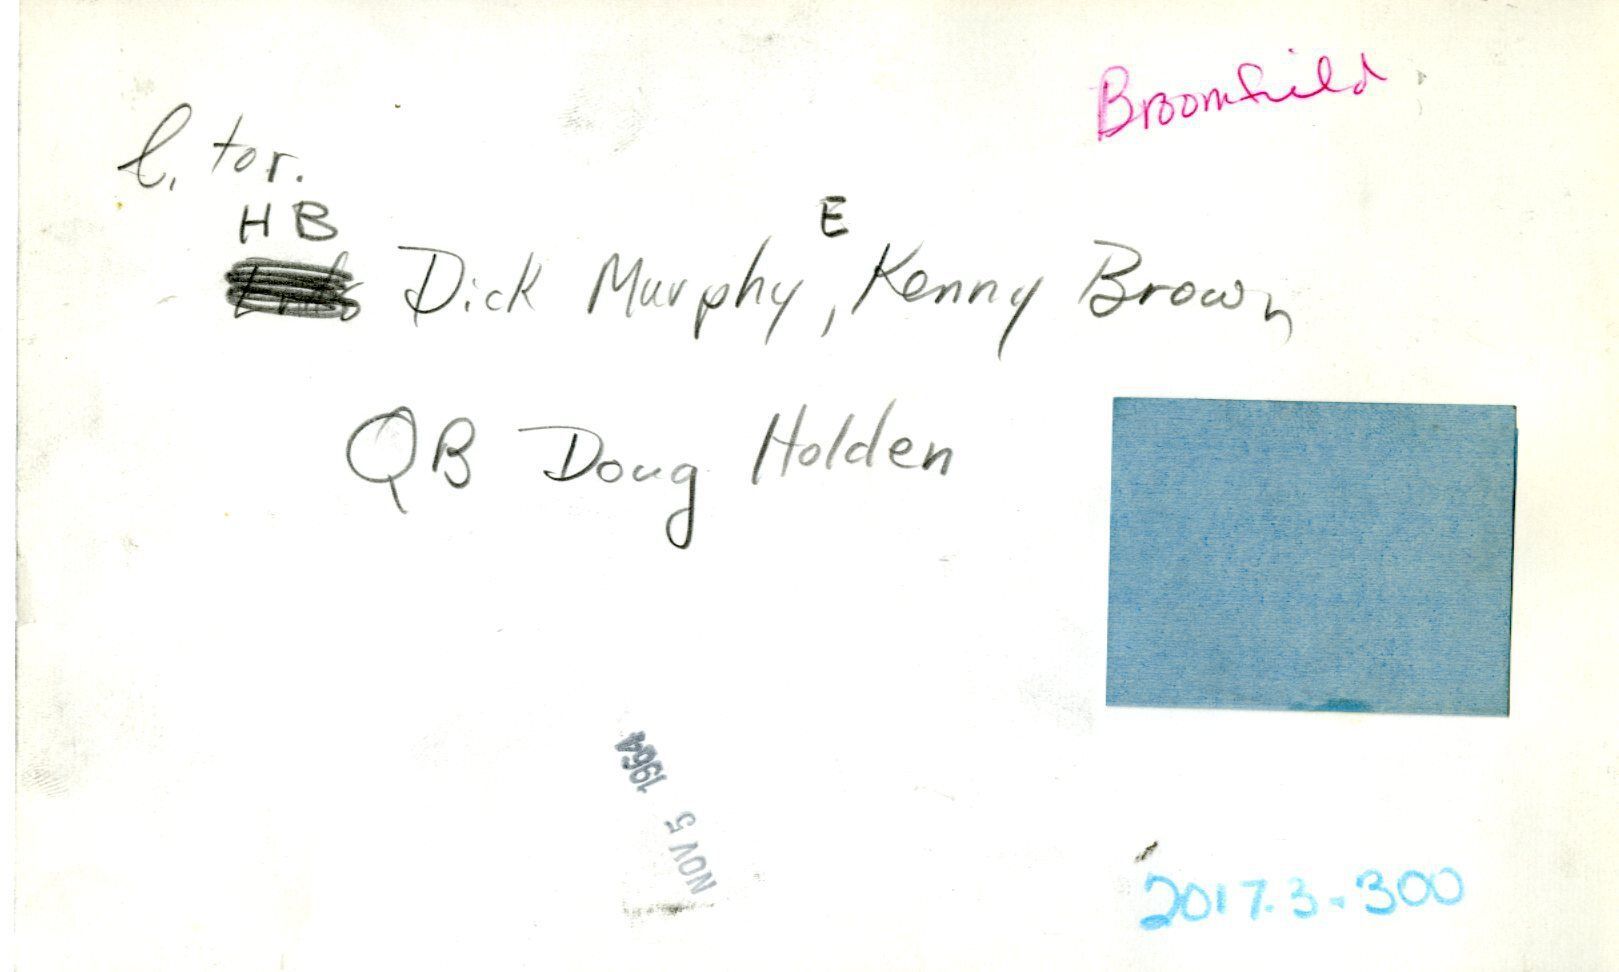 Broomfield
l. to r.
HB E
Dick Murphy, Kenny Brown
QB Doug Holden
NOV 5 1964
2017.3.300